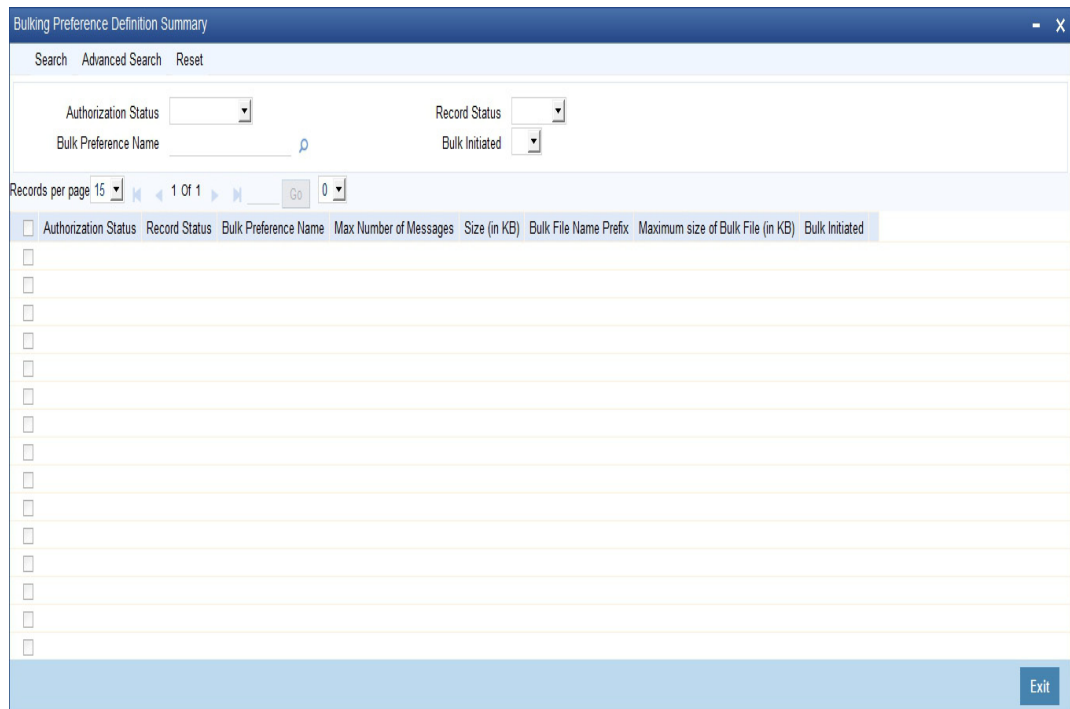 Bulking Preference Definition Summary
Search Advanced Search Reset
Authorization Status Record Status
Bulk Preference Name Bulk Initiated
Records per page 15 1 Of 1 Go 0
Authorization Status Record Status Bulk Preference Name Max Number of Messages Size (in KB) Bulk File Name Prefix Maximum size of Bulk File (in KB) Bulk Initiated
Exit